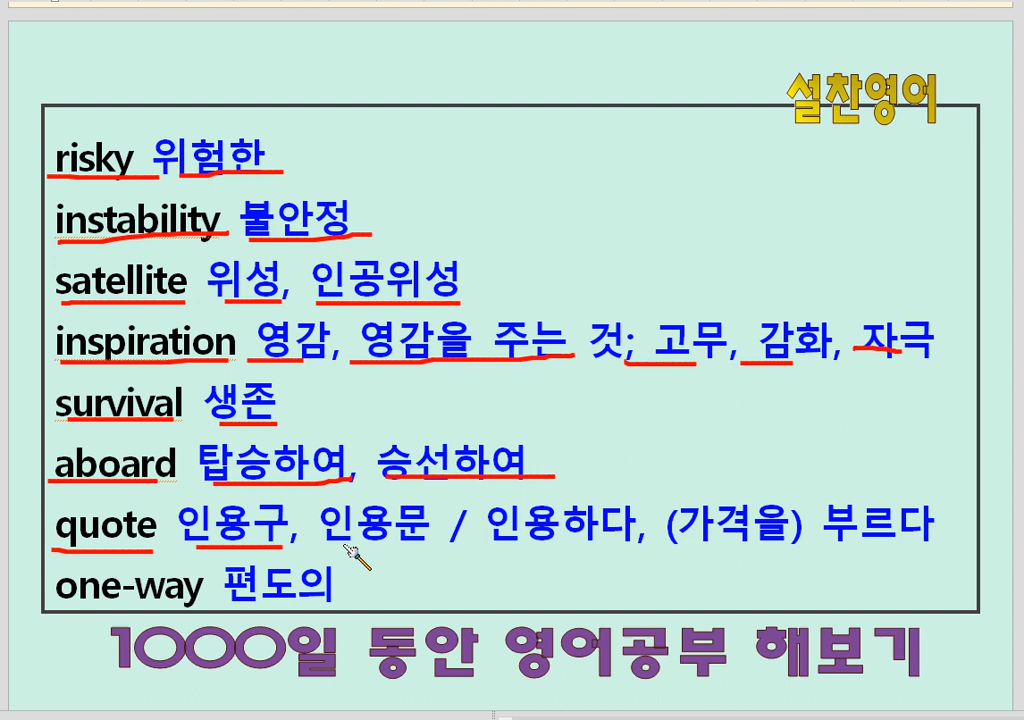 설찬영어
risky 위험한
instability 불안정
satellite 위성, 인공위성
inspiration 영감, 영감을 주는 것; 고무, 감화, 자극
survival 생존
aboard 탑승하여, 승선하여
quote 인용구, 인용문 / 인용하다, (가격을) 부르다
one-way 편도의
1000일 동안 영어공부 해보기